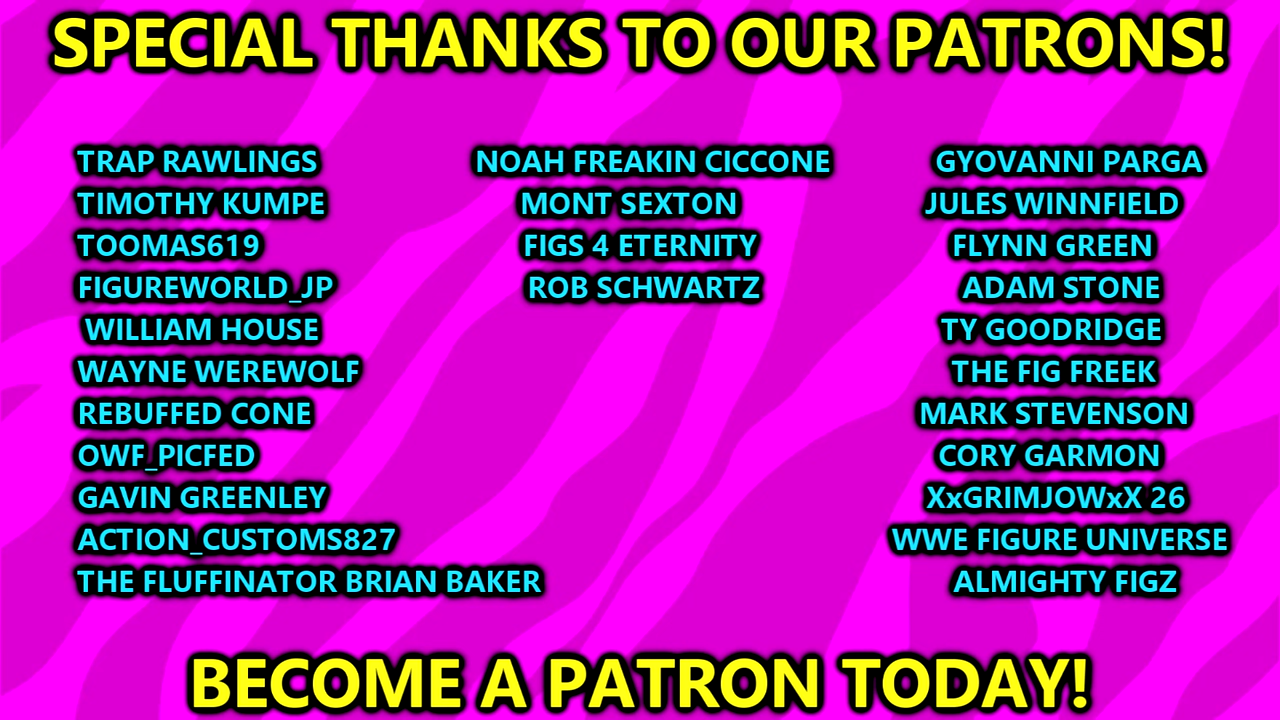 SPECIAL THANKS TO OUR PATRONS!
TRAP RAWLINGS
TIMOTHY KUMPE
TOOMAS619
FIGUREWORLD_JP
WILLIAM HOUSE
WAYNE WEREWOLF
REBUFFED CONE
OWF_PICFED
GAVIN GREENLEY
ACTION_CUSTOMS827
THE FLUFFINATOR BRIAN BAKER
NOAH FREAKIN CICCONE
MONT SEXTON
FIGS 4 ETERNITY
ROB SCHWARTZ
GYOVANNI PARGA
JULES WINNFIELD
FLYNN GREEN
ADAM STONE
TY GOODRIDGE
THE FIG FREEK
MARK STEVENSON
CORY GARMON
XxGRIMJOWxX 26
WWE FIGURE UNIVERSE
ALMIGHTY FIGZ
BECOME A PATRON TODAY!